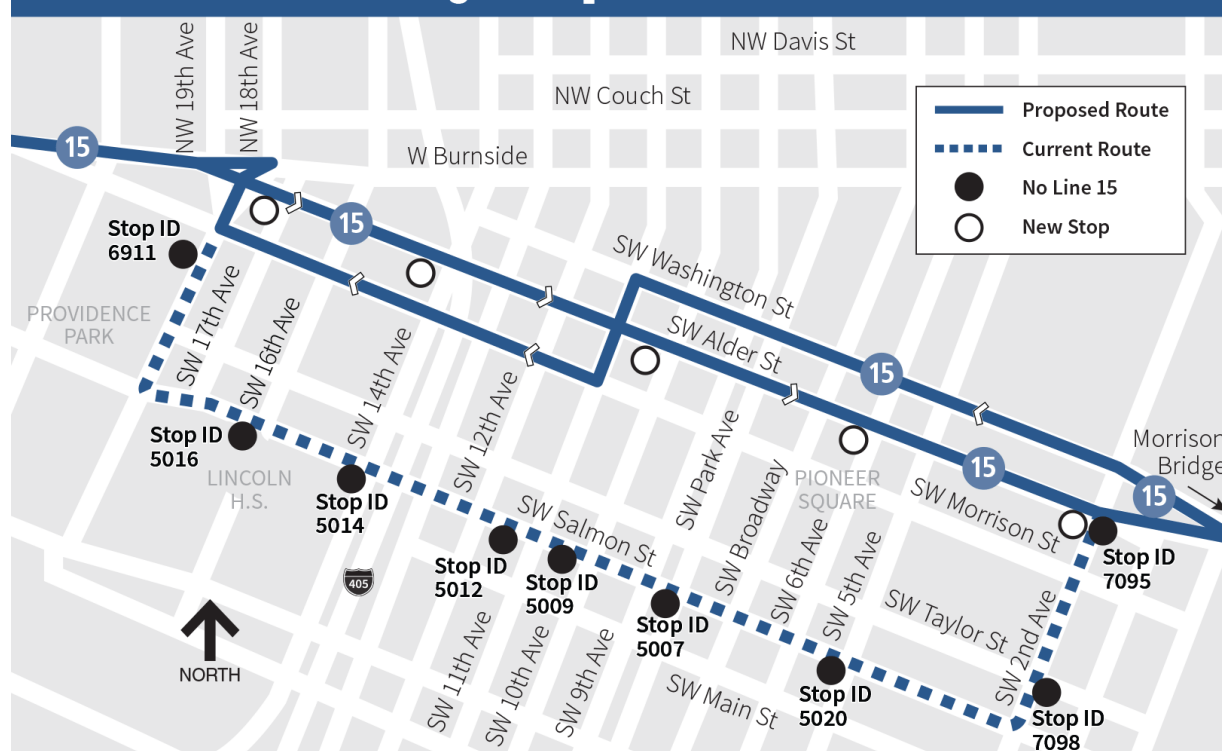 NW 19th Ave
NW 18th Ave
NW Davis St
NW Couch St
W Burnside
Proposed Route
Current Route
No Line 15
New Stop
15
15
15
15
15
Stop ID
6911
PROVIDENCE
PARK
SW 17th Ave
SW 16th Ave
SW 14th Ave
SW 12th Ave
SW Washington St
SW Alder St
SW Park Ave
SW Broadway
PIONEER
SQUARE
SW 6th Ave
SW 5th Ave
SW Morrison St
Morrison
Bridge
Stop ID
5016
LINCOLN
H.S.
Stop ID
5014
405
SW Salmon St
Stop ID
5012
Stop ID
5009
Stop ID
5007
Stop ID
7095
SW Taylor St
SW 2nd Ave
SW 11th Ave
SW 10th Ave
SW 9th Ave
SW Main St
Stop ID
5020
Stop ID
7098
NORTH